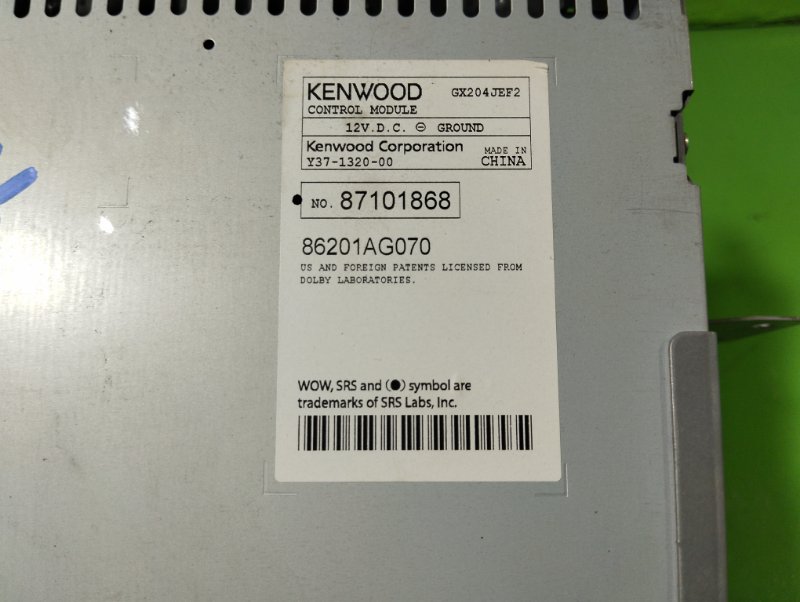 KENWOOD GX204JEF2
CONTROL MODULE
12V.D.C. ⊖ GROUND
Kenwood Corporation MADE IN
Y37-1320-00 CHINA
NO. 87101868
86201AG070
US AND FOREIGN PATENTS LICENSED FROM
DOLBY LABORATORIES.
WOW, SRS and (●) symbol are
trademarks of SRS Labs, Inc.